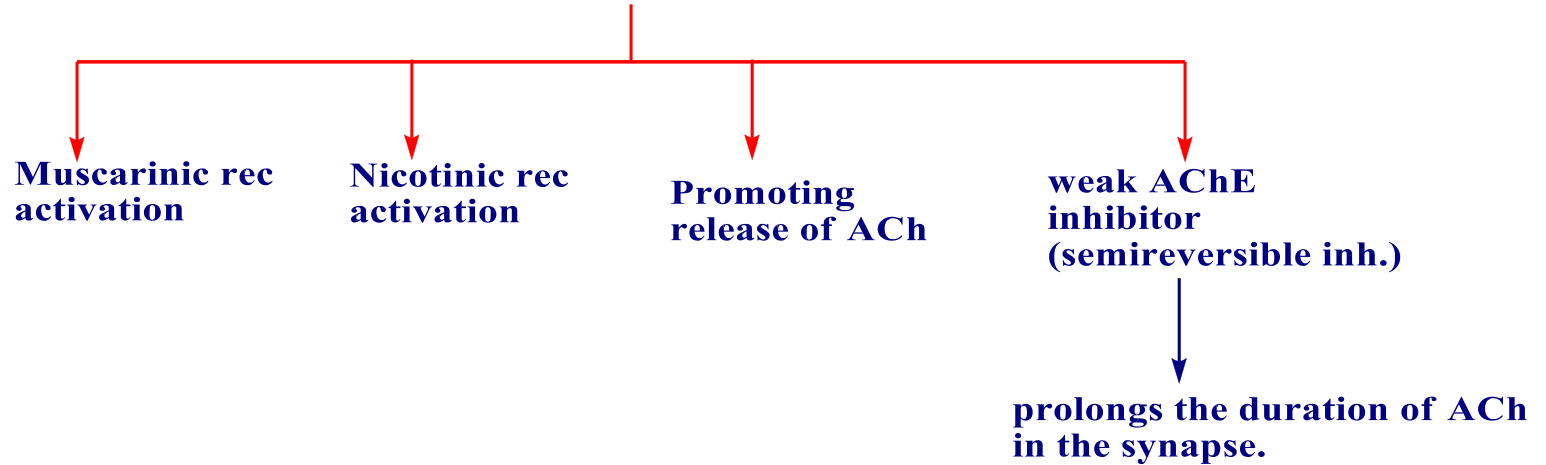 Muscarinic rec
activation
Nicotinic rec
activation
Promoting
release of ACh
weak AChE
inhibitor
(semireversible inh.)
prolongs the duration of ACh
in the synapse.